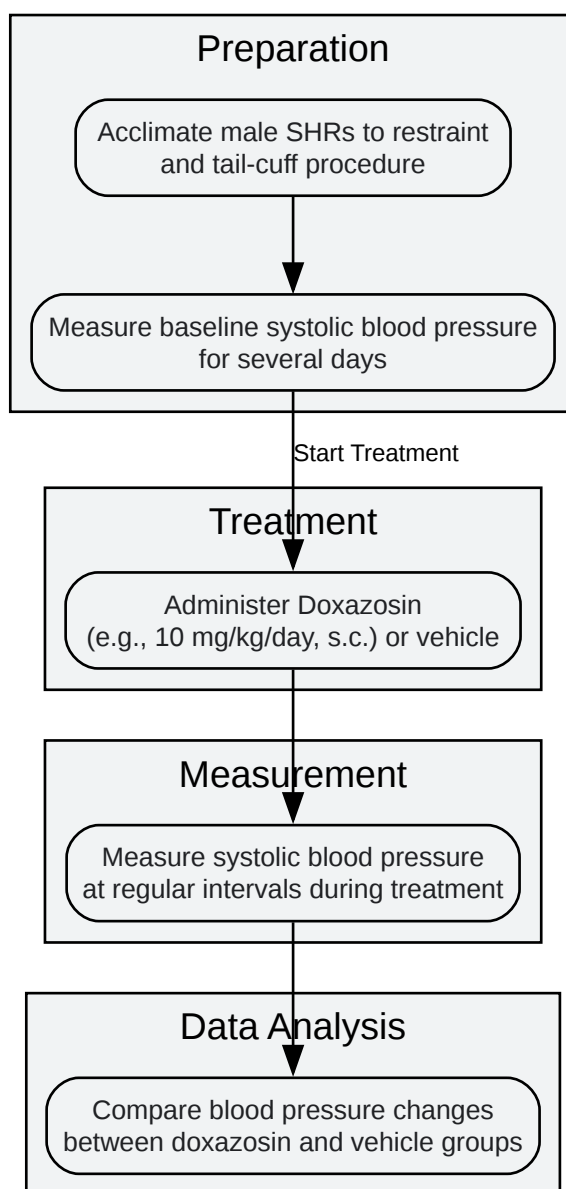 Preparation
Acclimate male SHRs to restraint
and tail-cuff procedure
Measure baseline systolic blood pressure
for several days
Start Treatment
Treatment
Administer Doxazosin
(e.g., 10 mg/kg/day, s.c.) or vehicle
Measurement
Measure systolic blood pressure
at regular intervals during treatment
Data Analysis
Compare blood pressure changes
between doxazosin and vehicle groups